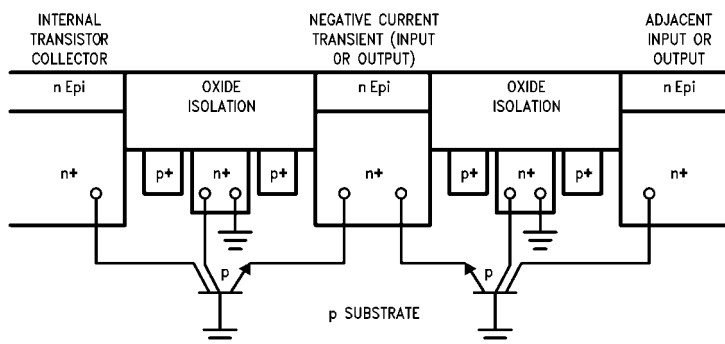 INTERNAL
TRANSISTOR
COLLECTOR
NEGATIVE CURRENT
TRANSIENT (INPUT
OR OUTPUT)
ADJACENT
INPUT OR
OUTPUT
n Epi
OXIDE
ISOLATION
n Epi
OXIDE
ISOLATION
n Epi
n+
p+
n+
p+
n+
p+
n+
p+
n+
p
p
p SUBSTRATE